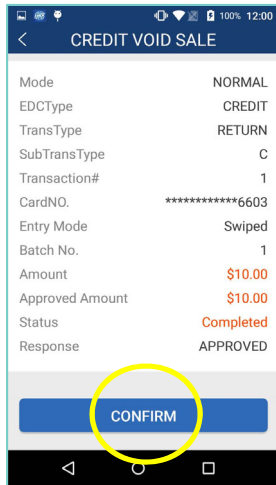 100% 12:00
CREDIT VOID SALE
Mode NORMAL
EDCType CREDIT
TransType RETURN
SubTransType C
Transaction# 1
CardNO. ************6603
Entry Mode Swiped
Batch No. 1
Amount $10.00
Approved Amount $10.00
Status Completed
Response APPROVED
CONFIRM